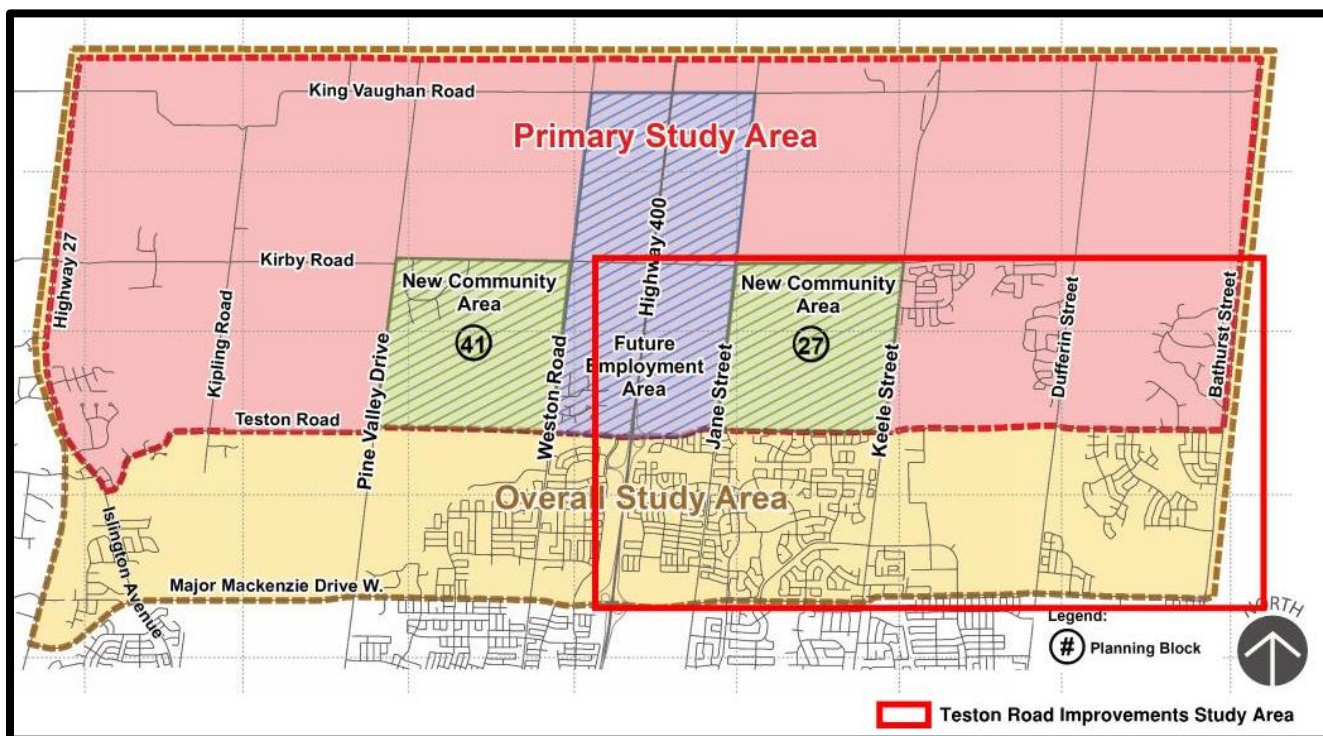 King Vaughan Road
Primary Study Area
Highway 400
Highway 27
Kirby Road
New Community
Area
41
New Community
Area
27
Future
Employment
Area
Kipling Road
Pine Valley Drive
Weston Road
Jane Street
Keele Street
Dufferin Street
Bathurst Street
Teston Road
Overall Study Area
Islington Avenue
Major Mackenzie Drive W.
NORTH
Legend:
# Planning Block
Teston Road Improvements Study Area